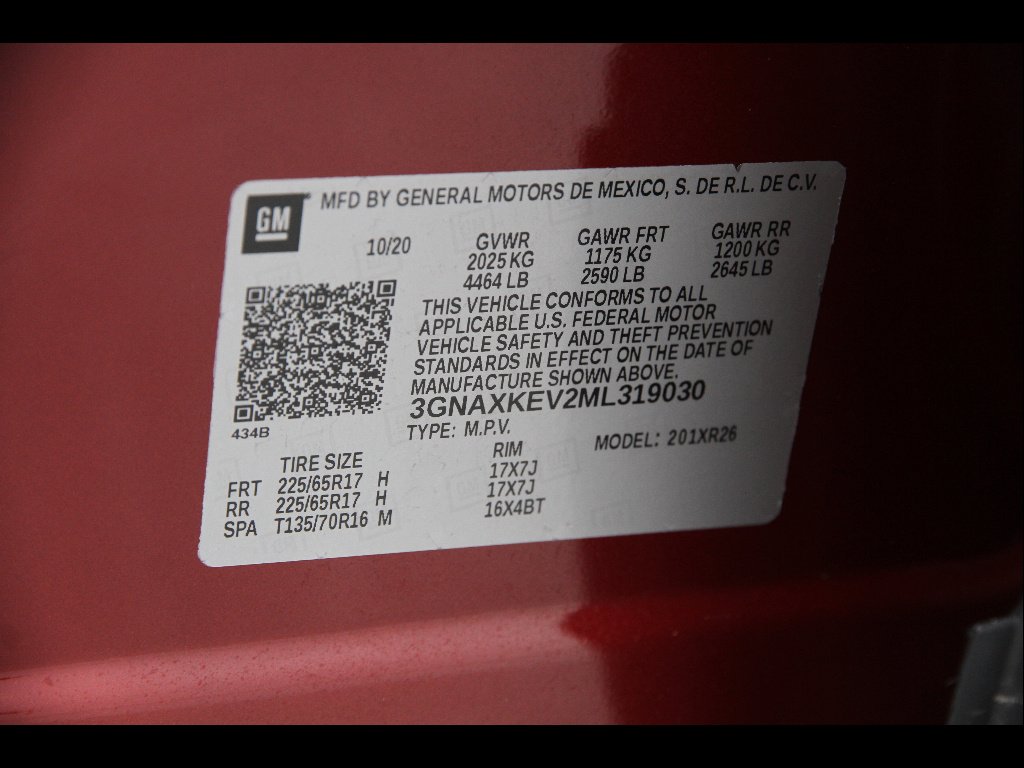 GM MFD BY GENERAL MOTORS DE MEXICO, S. DE R.L. DE C.V.
10/20 GVWR GAWR FRT GAWR RR
2025 KG 1175 KG 1200 KG
4464 LB 2590 LB 2645 LB
THIS VEHICLE CONFORMS TO ALL
APPLICABLE U.S. FEDERAL MOTOR
VEHICLE SAFETY AND THEFT PREVENTION
STANDARDS IN EFFECT ON THE DATE OF
MANUFACTURE SHOWN ABOVE.
3GNAXKEV2ML319030
434B
TYPE: M.P.V. MODEL: 201XR26
TIRE SIZE RIM
FRT 225/65R17 H 17X7J
RR 225/65R17 H 17X7J
SPA T135/70R16 M 16X4BT